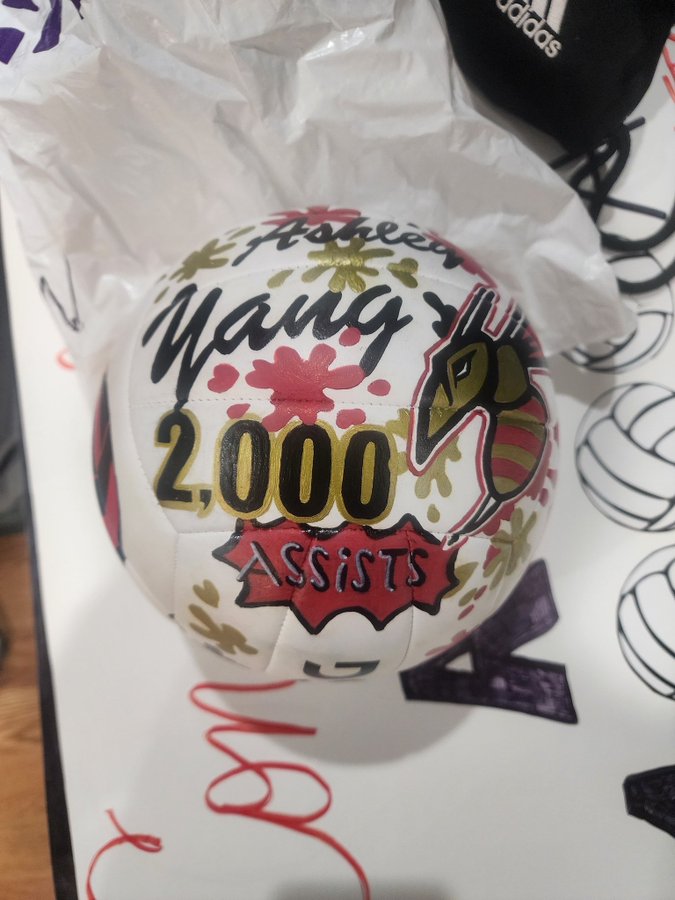 adidas
Ashley
Yang
2,000
ASSiSTS
A